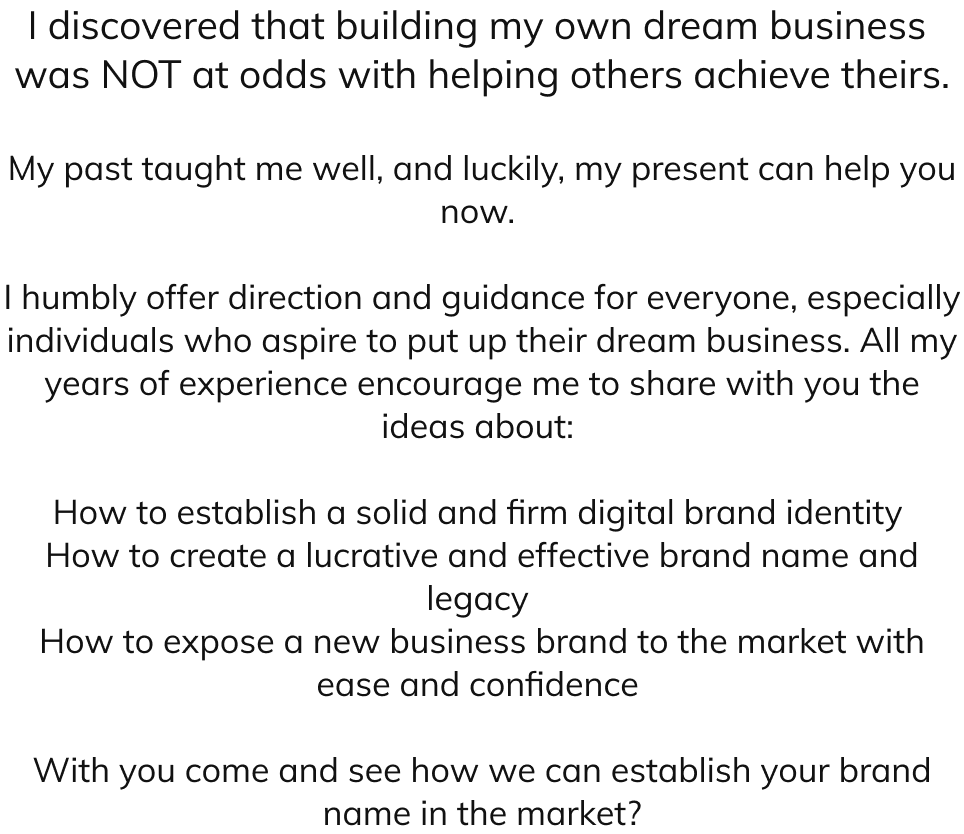 I discovered that building my own dream business
was NOT at odds with helping others achieve theirs.
My past taught me well, and luckily, my present can help you
now.
I humbly offer direction and guidance for everyone, especially
individuals who aspire to put up their dream business. All my
years of experience encourage me to share with you the
ideas about:
How to establish a solid and firm digital brand identity
How to create a lucrative and effective brand name and
legacy
How to expose a new business brand to the market with
ease and confidence
With you come and see how we can establish your brand
name in the market?